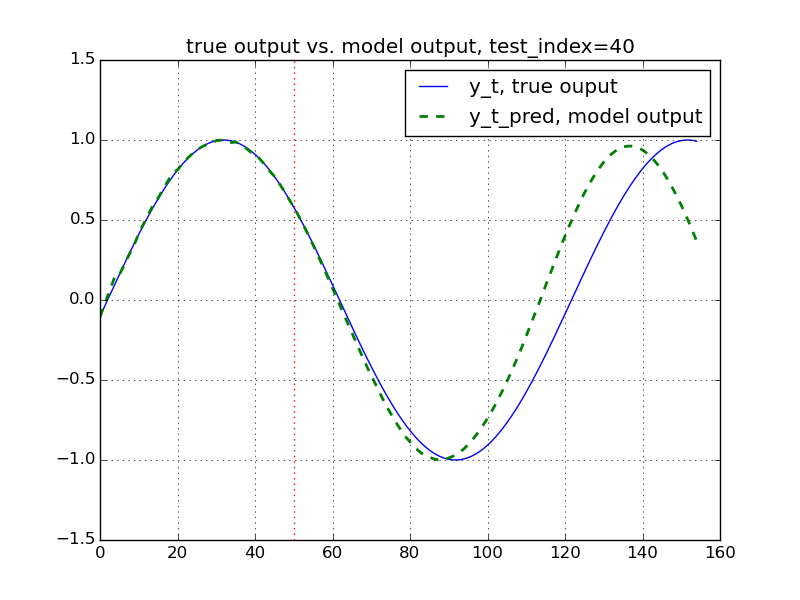 true output vs. model output, test_index=40
y_t, true ouput
y_t_pred, model output
1.5
1.0
0.5
0.0
−0.5
−1.0
−1.5
0 20 40 60 80 100 120 140 160